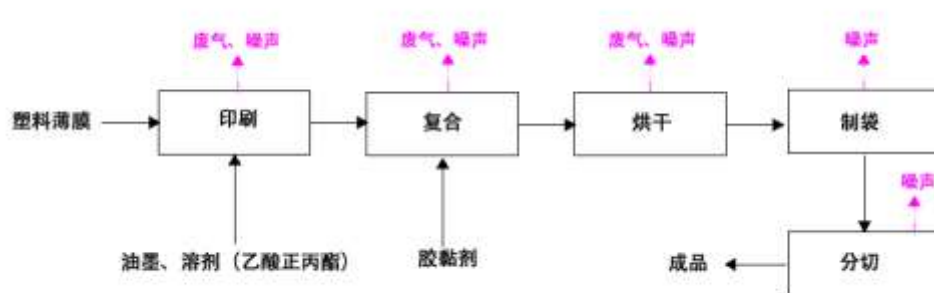 废气、噪声
废气、噪声
废气、噪声
噪声
塑料薄膜
印刷
复合
烘干
制袋
噪声
油墨、溶剂（乙酸正丙酯）
胶黏剂
成品
分切